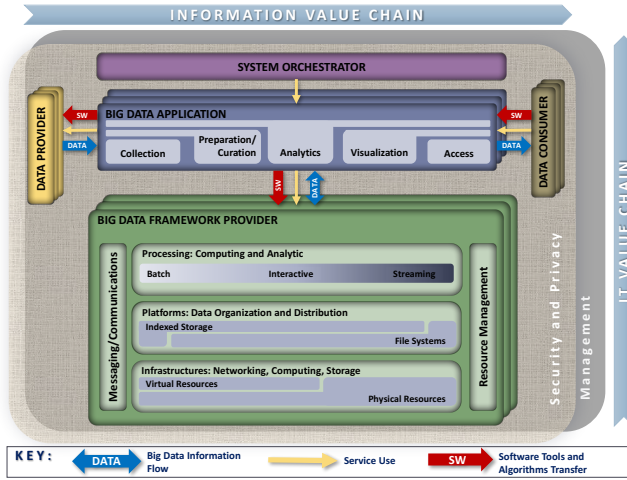 INFORMATION VALUE CHAIN
SYSTEM ORCHESTRATOR
DATA PROVIDER
SW
DATA
BIG DATA APPLICATION
Collection
Preparation/
Curation
Analytics
Visualization
Access
SW
DATA
DATA CONSUMER
SW
DATA
BIG DATA FRAMEWORK PROVIDER
Messaging/Communications
Processing: Computing and Analytic
Batch Interactive Streaming
Platforms: Data Organization and Distribution
Indexed Storage
File Systems
Infrastructures: Networking, Computing, Storage
Virtual Resources
Physical Resources
Resource Management
Security and Privacy
Management
IT VALUE CHAIN
KEY:
DATA
Big Data Information
Flow
Service Use
SW
Software Tools and
Algorithms Transfer